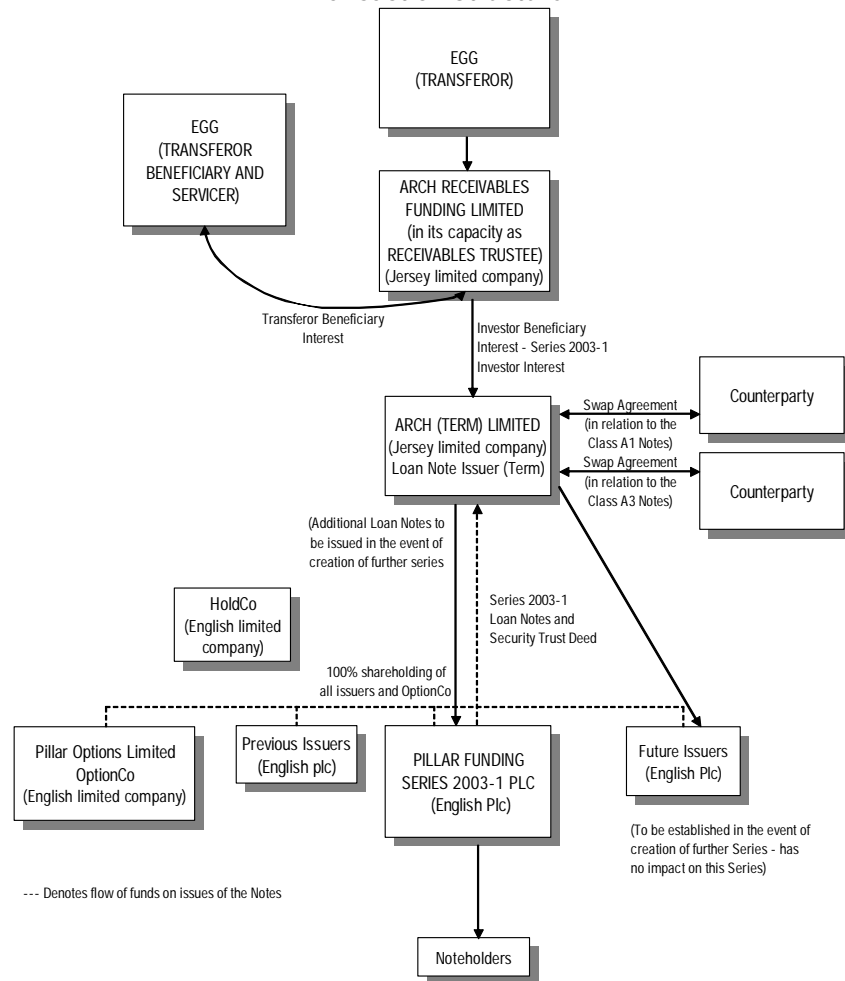 EGG
(TRANSFEROR)
EGG
(TRANSFEROR
BENEFICIARY AND
SERVICER)
ARCH RECEIVABLES
FUNDING LIMITED
(in its capacity as
RECEIVABLES TRUSTEE)
(Jersey limited company)
Transferor Beneficiary
Interest
Investor Beneficiary
Interest - Series 2003-1
Investor Interest
ARCH (TERM) LIMITED
(Jersey limited company)
Loan Note Issuer (Term)
Swap Agreement
(in relation to the
Class A1 Notes)
Counterparty
Swap Agreement
(in relation to the
Class A3 Notes)
Counterparty
(Additional Loan Notes to
be issued in the event of
creation of further series
Series 2003-1
Loan Notes and
Security Trust Deed
HoldCo
(English limited
company)
100% shareholding of
all issuers and OptionCo
Pillar Options Limited
OptionCo
(English limited company)
Previous Issuers
(English plc)
PILLAR FUNDING
SERIES 2003-1 PLC
(English Plc)
Future Issuers
(English Plc)
(To be established in the event of
creation of further Series - has
no impact on this Series)
--- Denotes flow of funds on issues of the Notes
Noteholders